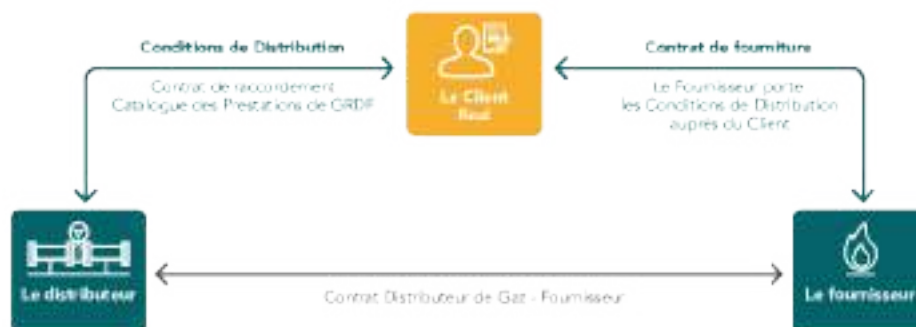 Conditions de Distribution
Contrat de raccordement
Catalogue des Prestations de GRDF
Le Client
final
Contrat de fourniture
Le Fournisseur porte
les Conditions de Distribution
auprès du Client
Le distributeur
Contrat Distributeur de Gaz - Fournisseur
Le fournisseur